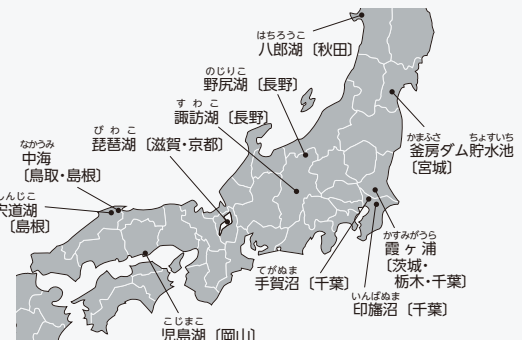 はちろうこ
八郎湖〔秋田〕
のじりこ
野尻湖〔長野〕
すわこ
諏訪湖〔長野〕
びわこ
琵琶湖〔滋賀・京都〕
なかうみ
中海
〔鳥取・島根〕
しんじこ
宍道湖
〔島根〕
かまふさ ちょすいち
釜房ダム貯水池
〔宮城〕
かすみがうら
霞ヶ浦
〔茨城・
栃木・千葉〕
てがぬま
手賀沼〔千葉〕
いんばぬま
印旛沼〔千葉〕
こじまこ
児島湖〔岡山〕